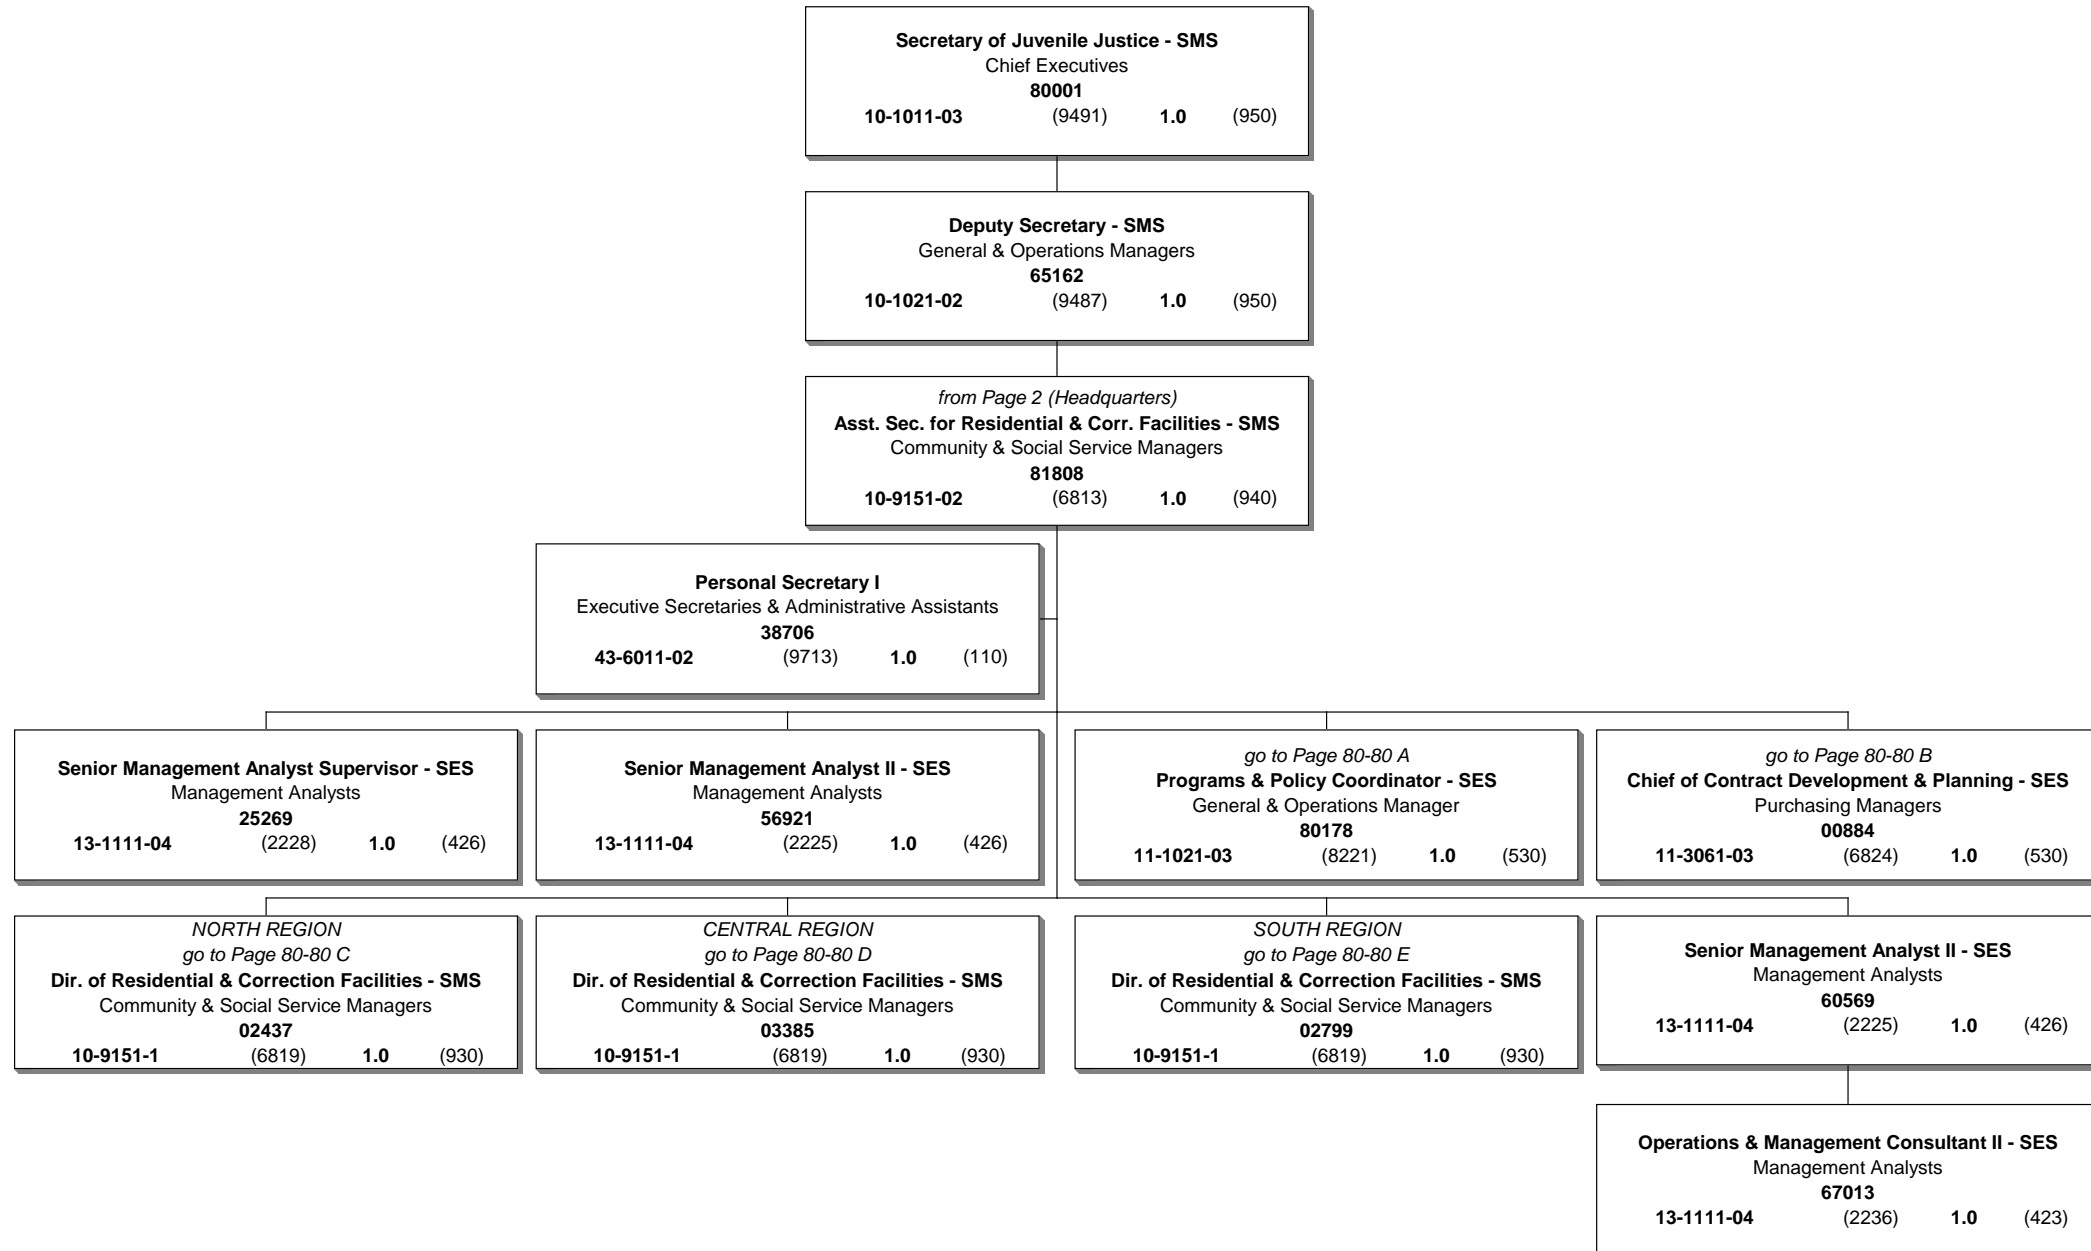 Secretary of Juvenile Justice - SMS
Chief Executives
80001
10-1011-03 (9491) 1.0 (950)
Deputy Secretary - SMS
General & Operations Managers
65162
10-1021-02 (9487) 1.0 (950)
from Page 2 (Headquarters)
Asst. Sec. for Residential & Corr. Facilities - SMS
Community & Social Service Managers
81808
10-9151-02 (6813) 1.0 (940)
Personal Secretary I
Executive Secretaries & Administrative Assistants
38706
43-6011-02 (9713) 1.0 (110)
Senior Management Analyst Supervisor - SES
Management Analysts
25269
13-1111-04 (2228) 1.0 (426)
Senior Management Analyst II - SES
Management Analysts
56921
13-1111-04 (2225) 1.0 (426)
go to Page 80-80 A
Programs & Policy Coordinator - SES
General & Operations Manager
80178
11-1021-03 (8221) 1.0 (530)
go to Page 80-80 B
Chief of Contract Development & Planning - SES
Purchasing Managers
00884
11-3061-03 (6824) 1.0 (530)
NORTH REGION
go to Page 80-80 C
Dir. of Residential & Correction Facilities - SMS
Community & Social Service Managers
02437
10-9151-1 (6819) 1.0 (930)
CENTRAL REGION
go to Page 80-80 D
Dir. of Residential & Correction Facilities - SMS
Community & Social Service Managers
03385
10-9151-1 (6819) 1.0 (930)
SOUTH REGION
go to Page 80-80 E
Dir. of Residential & Correction Facilities - SMS
Community & Social Service Managers
02799
10-9151-1 (6819) 1.0 (930)
Senior Management Analyst II - SES
Management Analysts
60569
13-1111-04 (2225) 1.0 (426)
Operations & Management Consultant II - SES
Management Analysts
67013
13-1111-04 (2236) 1.0 (423)